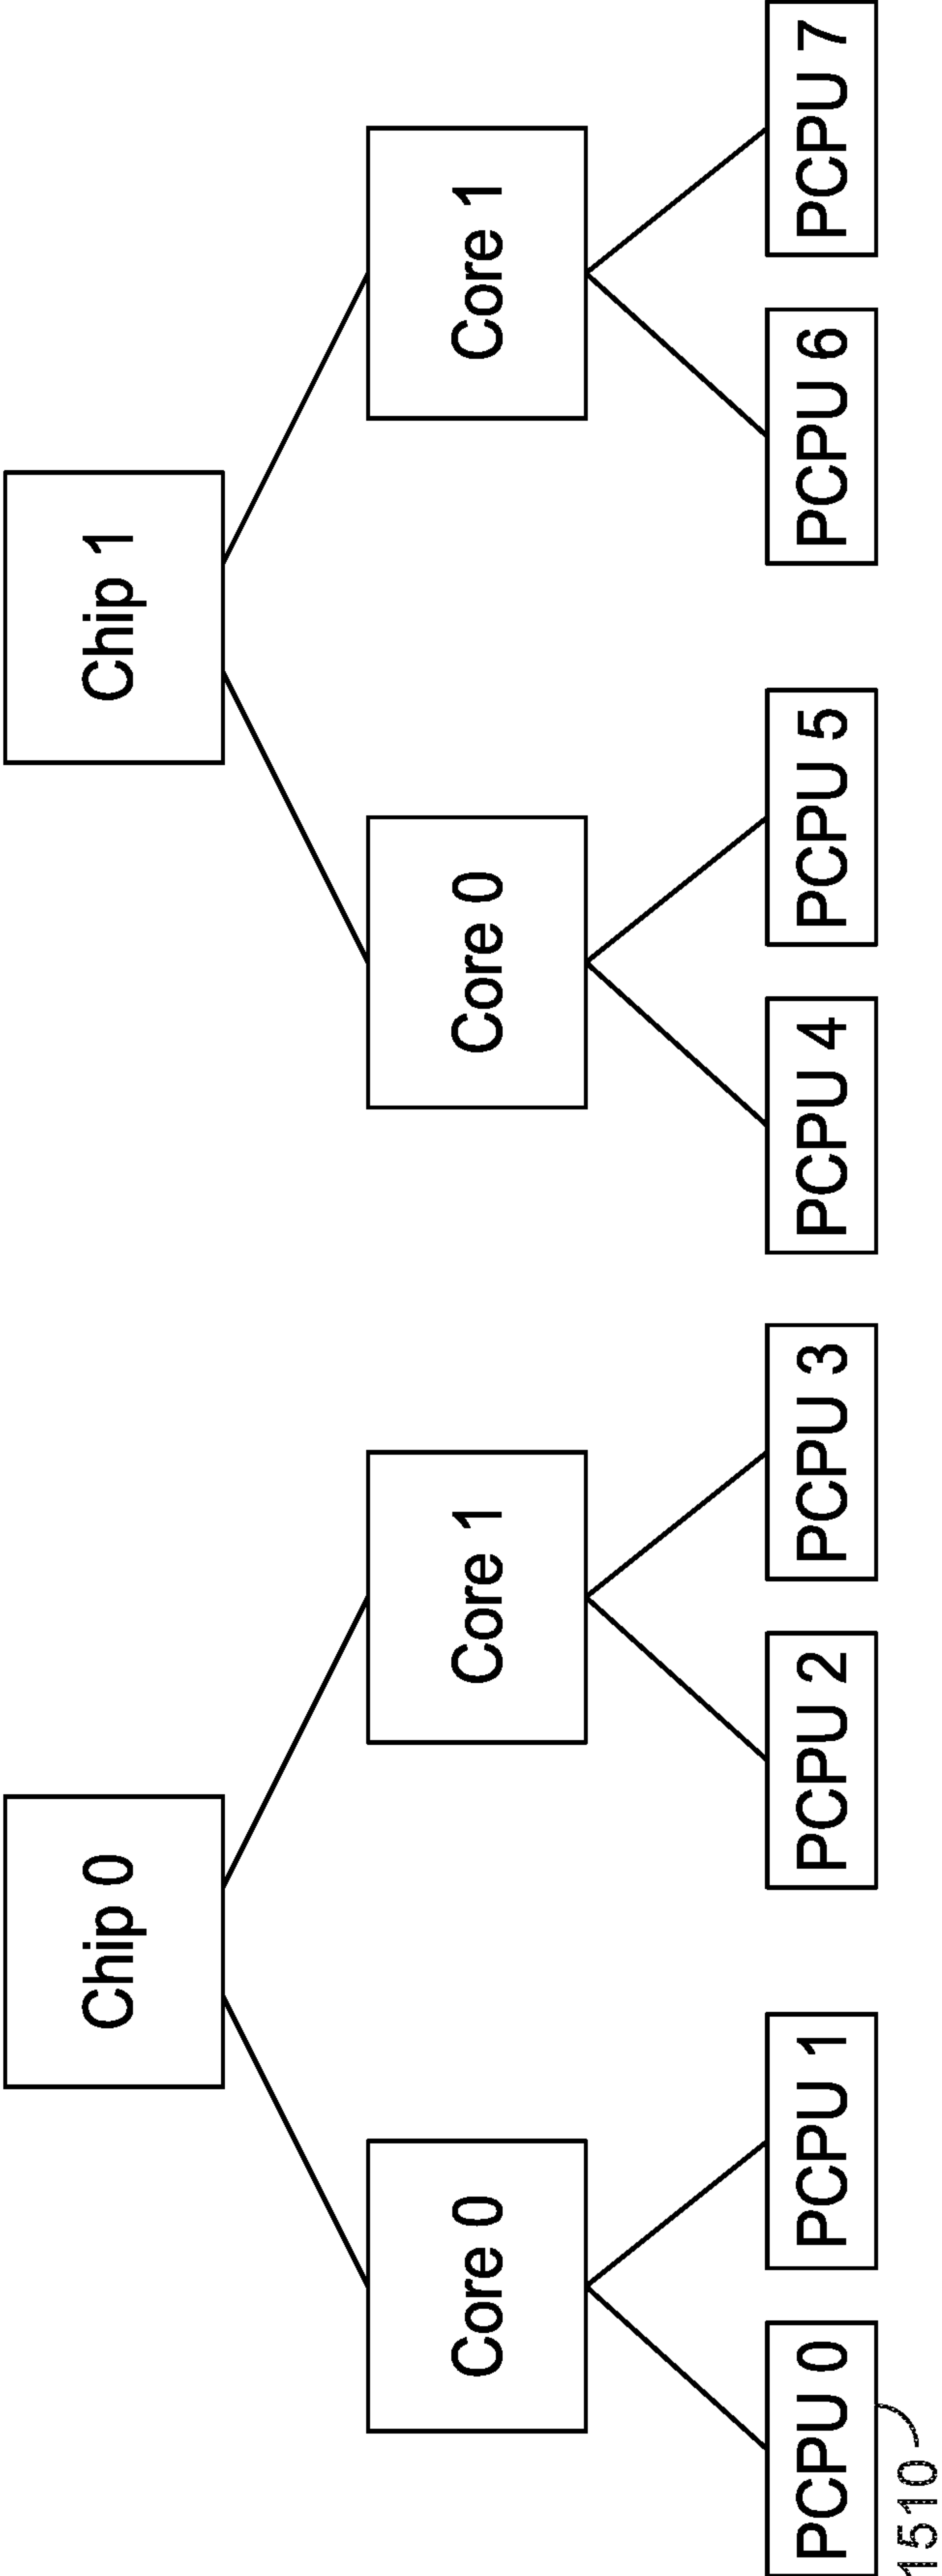 Chip 0
Chip 1
Core 0
Core 1
Core 0
Core 1
PCPU 0
PCPU 1
PCPU 2
PCPU 3
PCPU 4
PCPU 5
PCPU 6
PCPU 7
1510